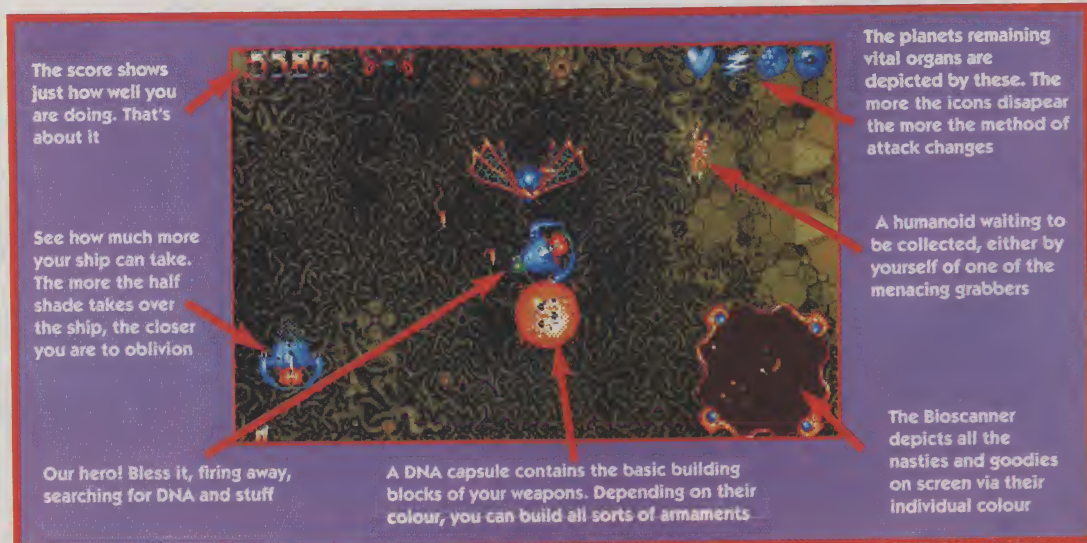 The score shows
just how well you
are doing. That's
about it
5586
The planets remaining
vital organs are
depicted by these. The
more the icons disapear
the more the method of
attack changes
See how much more
your ship can take.
The more the half
shade takes over
the ship, the closer
you are to oblivion
A humanoid waiting to
be collected, either by
yourself of one of the
menacing grabbers
Our hero! Bless it, firing away,
searching for DNA and stuff
A DNA capsule contains the basic building
blocks of your weapons. Depending on their
colour, you can build all sorts of armaments
The Bioscanner
depicts all the
nasties and goodies
on screen via their
individual colour